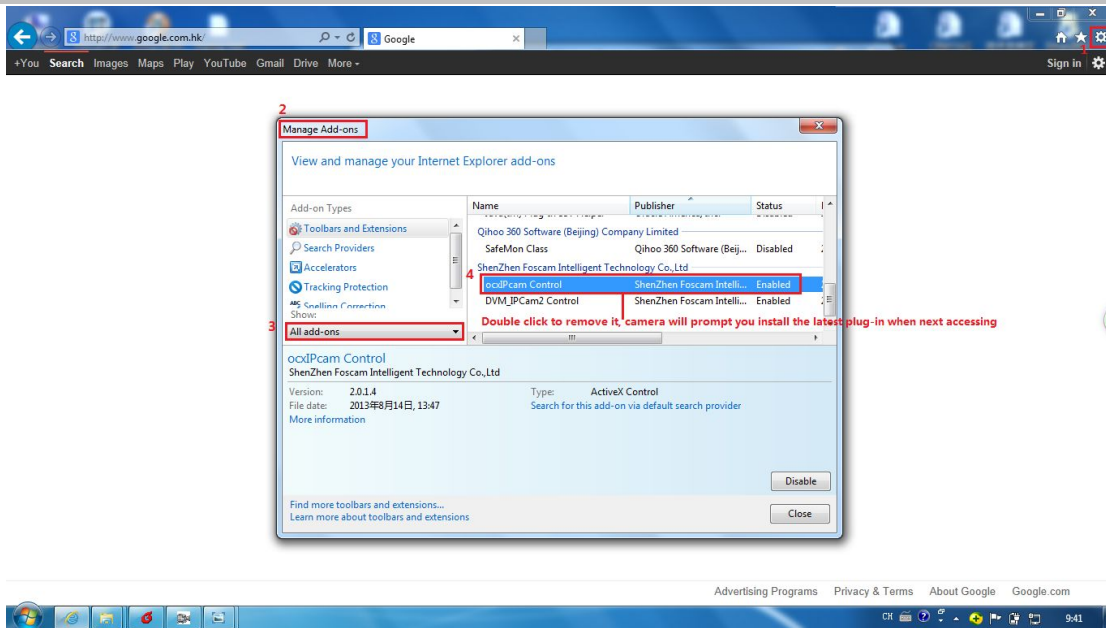 http://www.google.com.hk/
Google
1
+You Search Images Maps Play YouTube Gmail Drive More
Sign in
2
Manage Add-ons
View and manage your Internet Explorer add-ons
Add-on Types
Name Publisher Status
Toolbars and Extensions
Search Providers
Accelerators
Tracking Protection
Spelling Correction
Qihoo 360 Software (Beijing) Company Limited
SafeMon Class Qihoo 360 Software (Beij... Disabled
ShenZhen Foscam Intelligent Technology Co.,Ltd
4
ocxIPcam Control ShenZhen Foscam Intelli... Enabled
DVM_IPCam2 Control ShenZhen Foscam Intelli... Enabled
Double click to remove it, camera will prompt you install the latest plug-in when next accessing
Show:
3
All add-ons
ocxIPcam Control
ShenZhen Foscam Intelligent Technology Co.,Ltd
Version: 2.0.1.4
File date: 2013年8月14日, 13:47
More information
Type: ActiveX Control
Search for this add-on via default search provider
Disable
Find more toolbars and extensions...
Learn more about toolbars and extensions
Close
Advertising Programs Privacy & Terms About Google Google.com
CH
9:41